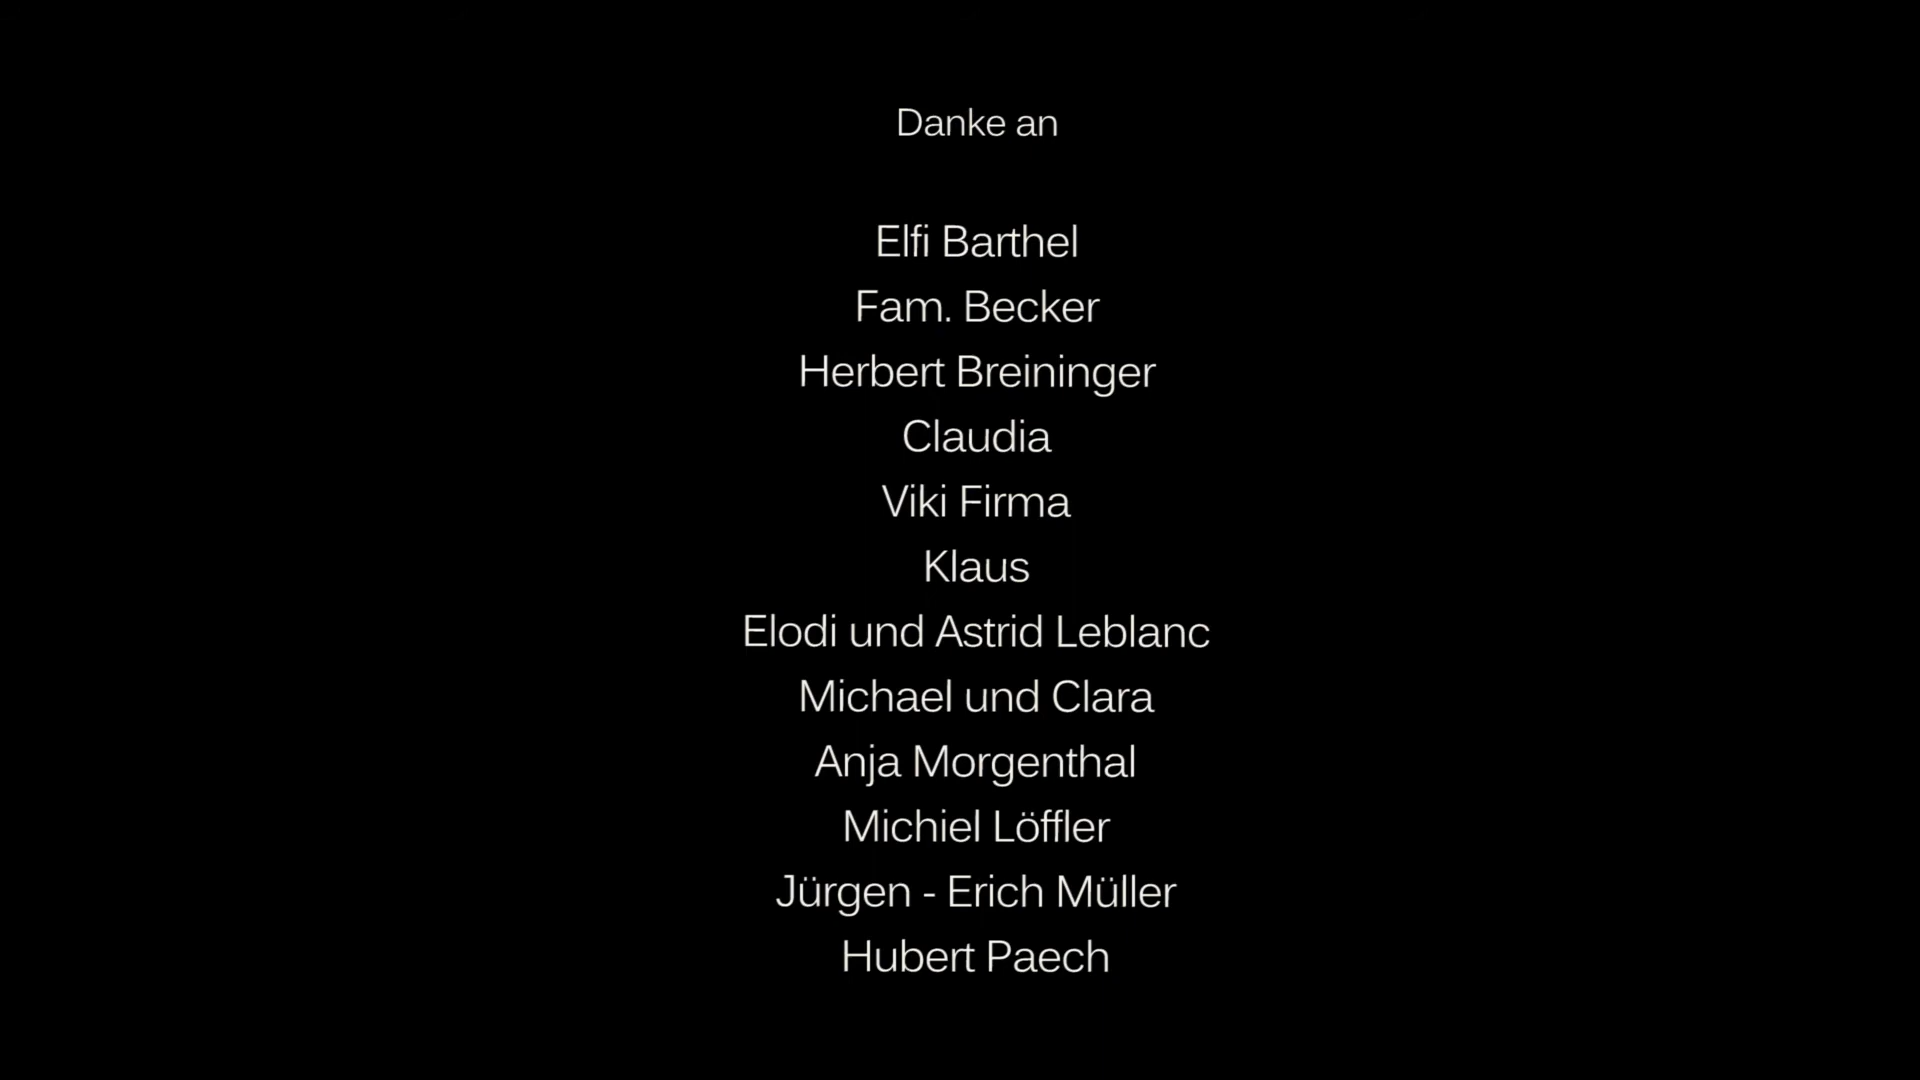 Danke an
Elfi Barthel
Fam. Becker
Herbert Breininger
Claudia
Viki Firma
Klaus
Elodi und Astrid Leblanc
Michael und Clara
Anja Morgenthal
Michiel Löffler
Jürgen - Erich Müller
Hubert Paech